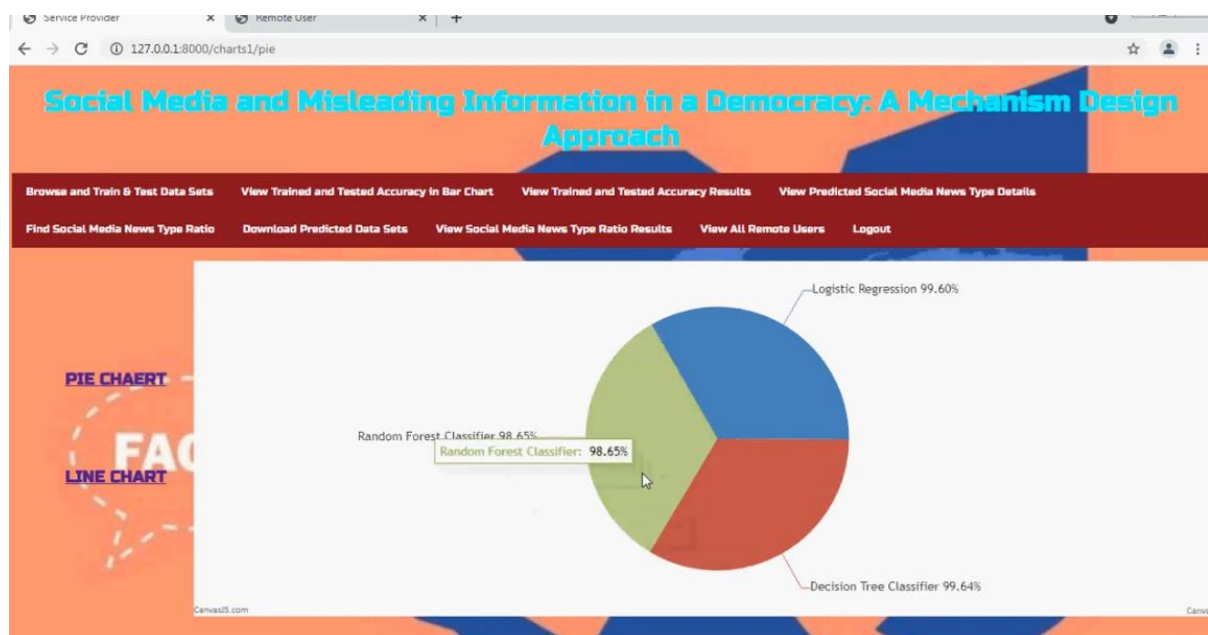 Service Provider
Remote User
127.0.0.1:8000/charts1/pie
Social Media and Misleading Information in a Democracy: A Mechanism Design
Approach
Browse and Train & Test Data Sets View Trained and Tested Accuracy in Bar Chart View Trained and Tested Accuracy Results View Predicted Social Media News Type Details
Find Social Media News Type Ratio Download Predicted Data Sets View Social Media News Type Ratio Results View All Remote Users Logout
Logistic Regression 99.60%
PIE CHAERT
Random Forest Classifier 98.65%
Random Forest Classifier: 98.65%
FAC
LINE CHART
Decision Tree Classifier 99.64%
CanvasJS.com
Canva